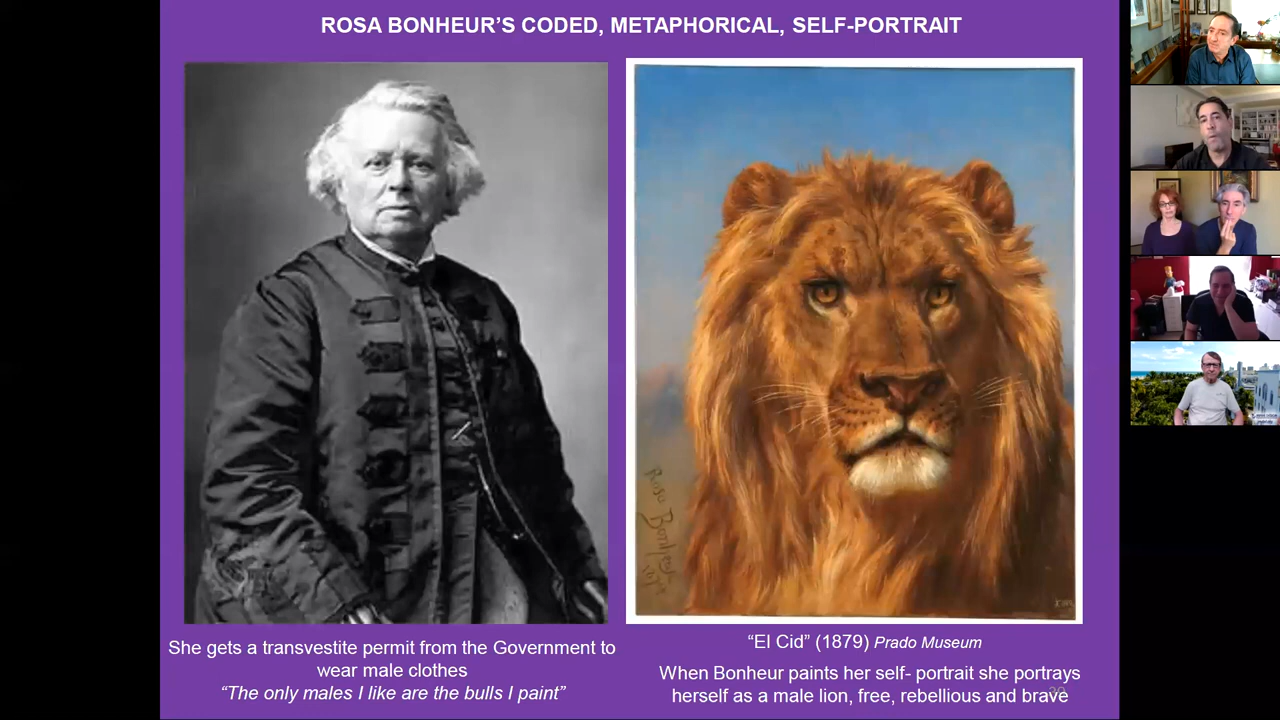 ROSA BONHEUR'S CODED, METAPHORICAL, SELF-PORTRAIT
Rosa Bonheur
She gets a transvestite permit from the Government to
wear male clothes
“The only males I like are the bulls I paint”
“El Cid” (1879) Prado Museum
When Bonheur paints her self- portrait she portrays
herself as a male lion, free, rebellious and brave